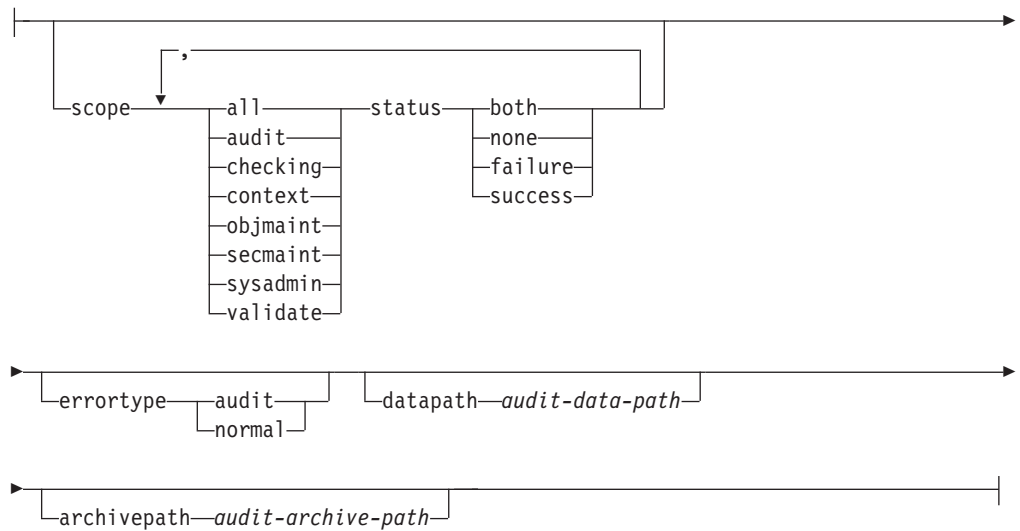 ,
scope all status both
audit none
checking failure
context success
objmaint
secmaint
sysadmin
validate
errortype audit datapath audit-data-path
normal
archivepath audit-archive-path